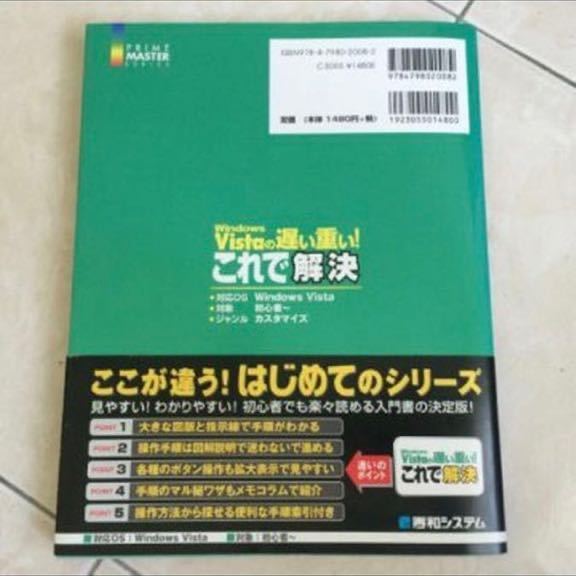 PRIME
MASTER
SERIES
ISBN978-4-7980-2008-2
C3055 ¥1480E
定価 (本体 1480円+税)
9784798020082
1923055014800
Windows
Vistaの遅い重い!
これで解決
・対応OS Windows Vista
・対象 初心者～
・ジャンル カスタマイズ
ここが違う! はじめてのシリーズ
見やすい! わかりやすい! 初心者でも楽々読める入門書の決定版!
POINT 1 大きな図版と指示線で手順がわかる
POINT 2 操作手順は図解説明で迷わないで進める
POINT 3 各種のボタン操作も拡大表示で見やすい
POINT 4 手順のマル秘ワザもメモコラムで紹介
POINT 5 操作方法から探せる便利な手順索引付き
違いの
ポイント
Windows
Vistaの遅い重い!
これで解決
秀和システム
■対応OS：Windows Vista ■対象：初心者～